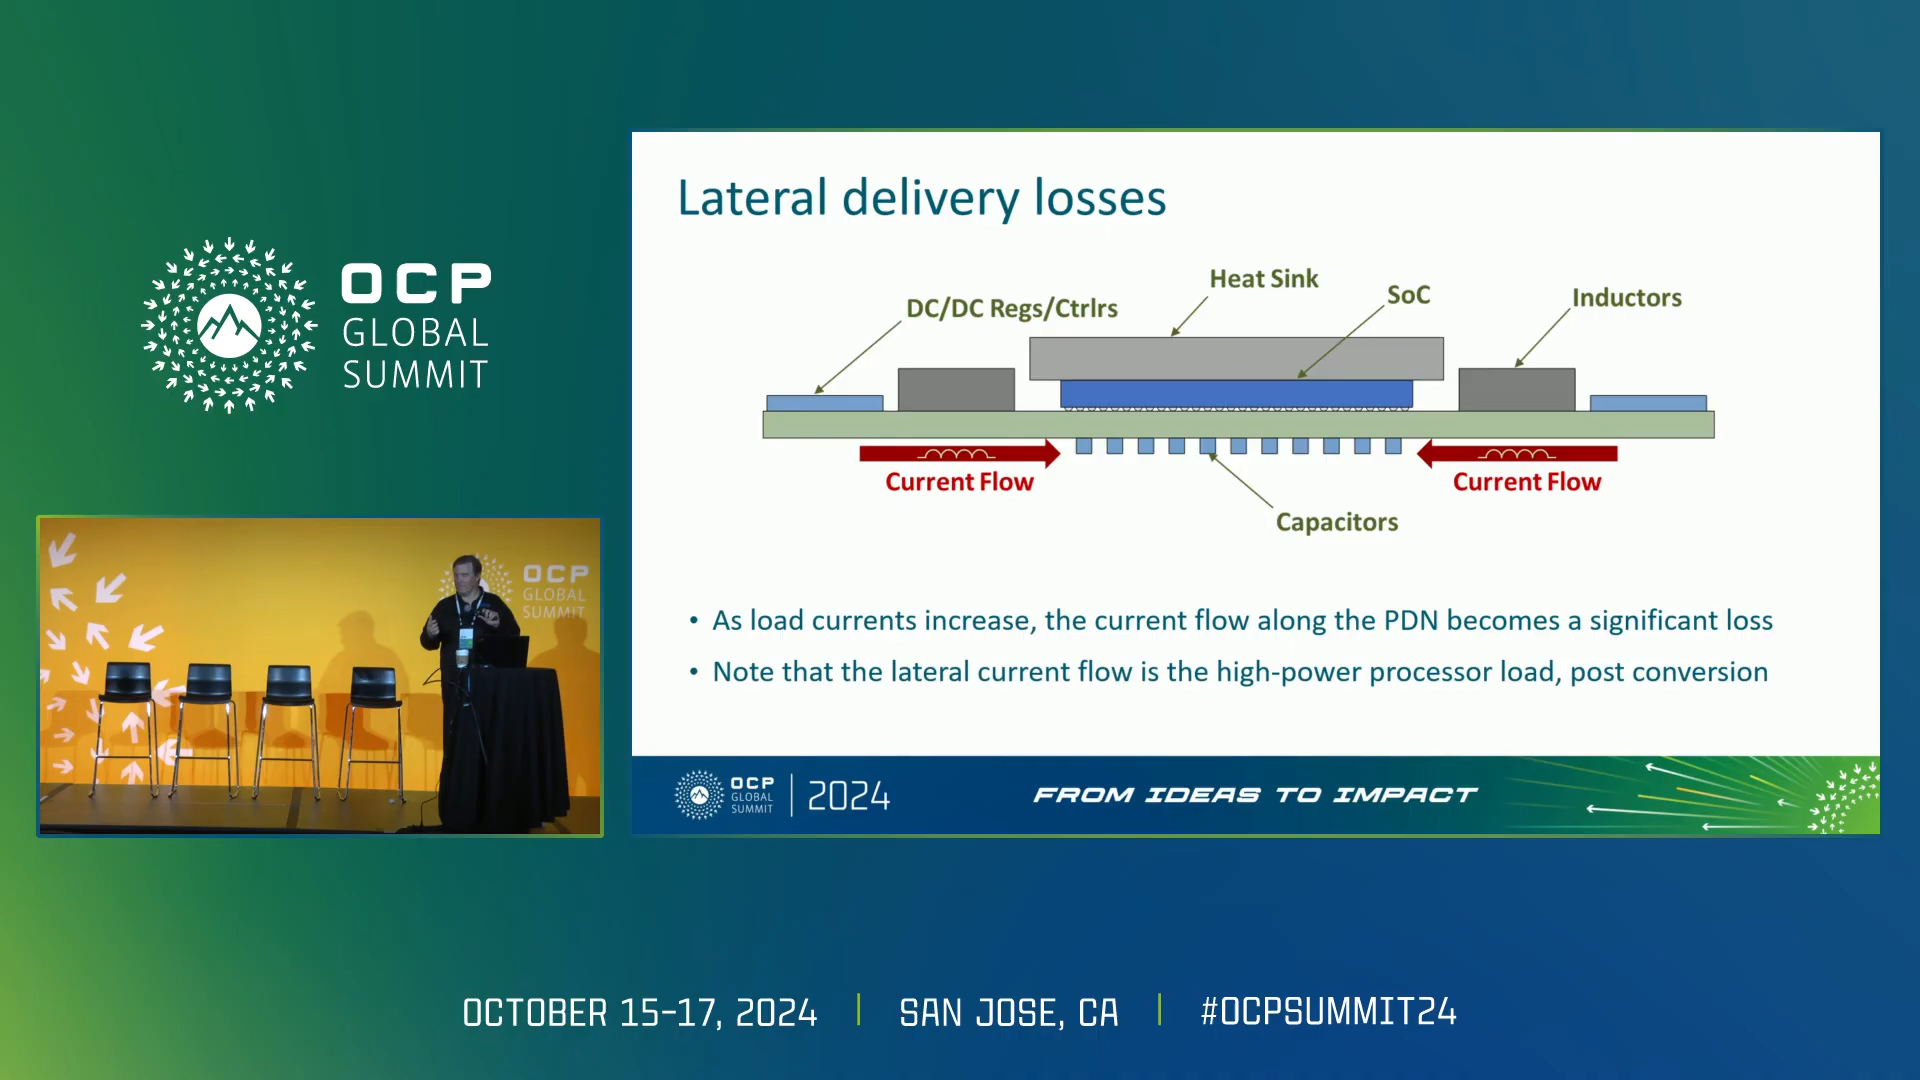 OCP
GLOBAL
SUMMIT
Lateral delivery losses
Heat Sink
SoC
Inductors
DC/DC Regs/Ctrlrs
Current Flow
Current Flow
Capacitors
• As load currents increase, the current flow along the PDN becomes a significant loss
• Note that the lateral current flow is the high-power processor load, post conversion
OCP
GLOBAL
SUMMIT
2024
FROM IDEAS TO IMPACT
OCP
GLOBAL
SUMMIT
OCTOBER 15-17, 2024 | SAN JOSE, CA | #OCPSUMMIT24